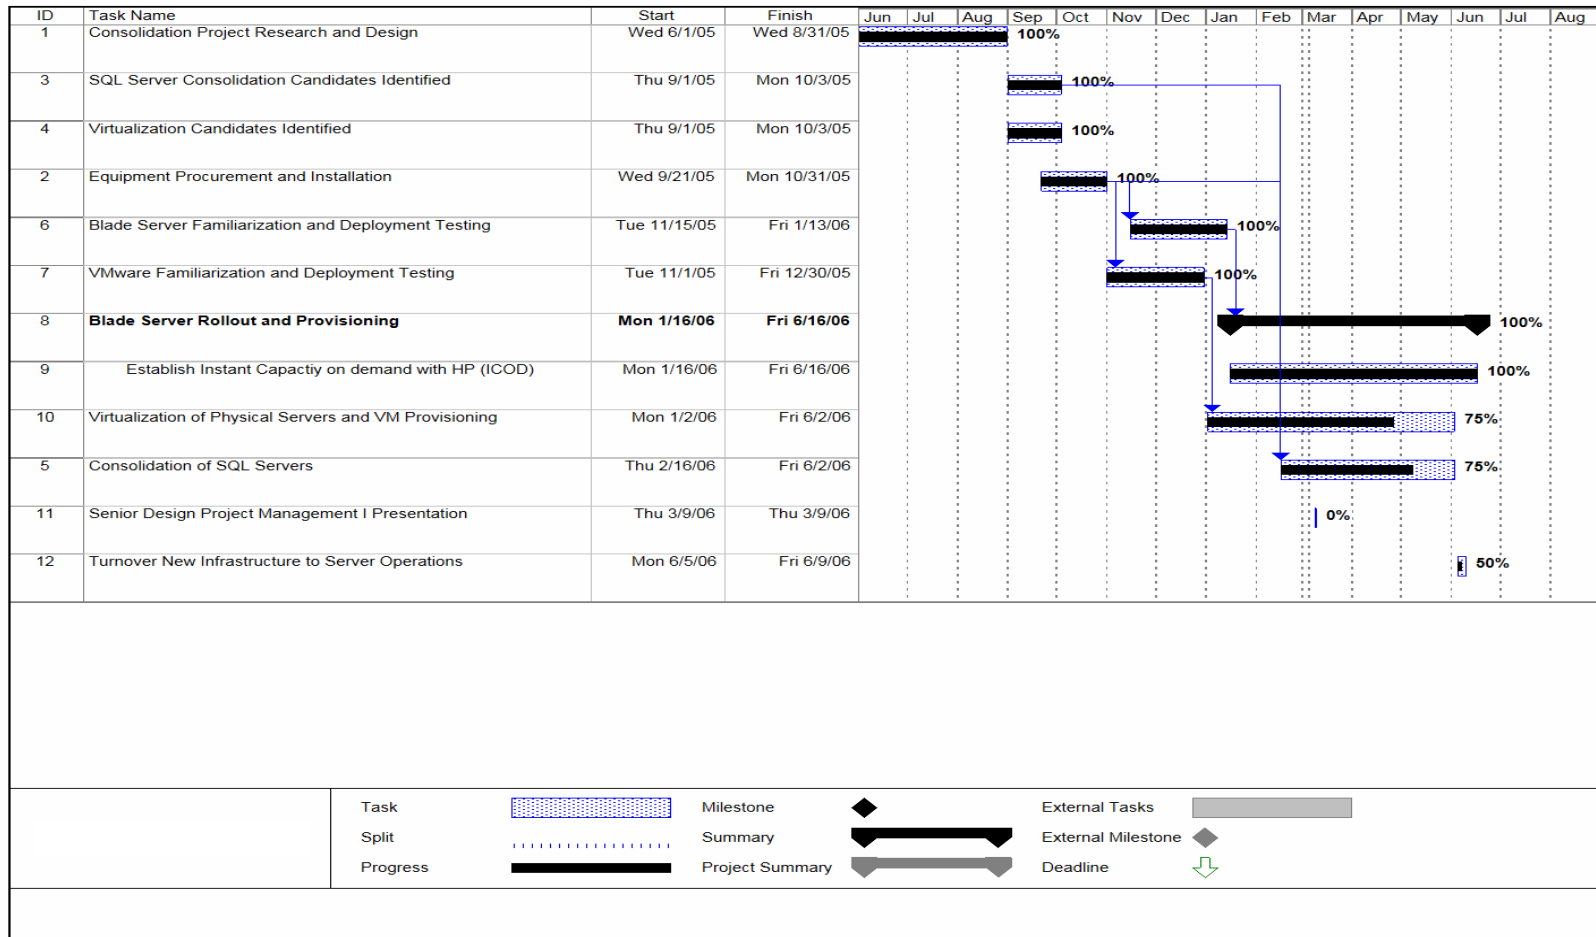 ID Task Name Start Finish Jun Jul Aug Sep Oct Nov Dec Jan Feb Mar Apr May Jun Jul Aug
1 Consolidation Project Research and Design Wed 6/1/05 Wed 8/31/05 100%
3 SQL Server Consolidation Candidates Identified Thu 9/1/05 Mon 10/3/05 100%
4 Virtualization Candidates Identified Thu 9/1/05 Mon 10/3/05 100%
2 Equipment Procurement and Installation Wed 9/21/05 Mon 10/31/05 100%
6 Blade Server Familiarization and Deployment Testing Tue 11/15/05 Fri 1/13/06 100%
7 VMware Familiarization and Deployment Testing Tue 11/1/05 Fri 12/30/05 100%
8 Blade Server Rollout and Provisioning Mon 1/16/06 Fri 6/16/06 100%
9 Establish Instant Capactiy on demand with HP (ICOD) Mon 1/16/06 Fri 6/16/06 100%
10 Virtualization of Physical Servers and VM Provisioning Mon 1/2/06 Fri 6/2/06 75%
5 Consolidation of SQL Servers Thu 2/16/06 Fri 6/2/06 75%
11 Senior Design Project Management I Presentation Thu 3/9/06 Thu 3/9/06 0%
12 Turnover New Infrastructure to Server Operations Mon 6/5/06 Fri 6/9/06 50%
Task Milestone External Tasks
Split Summary External Milestone
Progress Project Summary Deadline